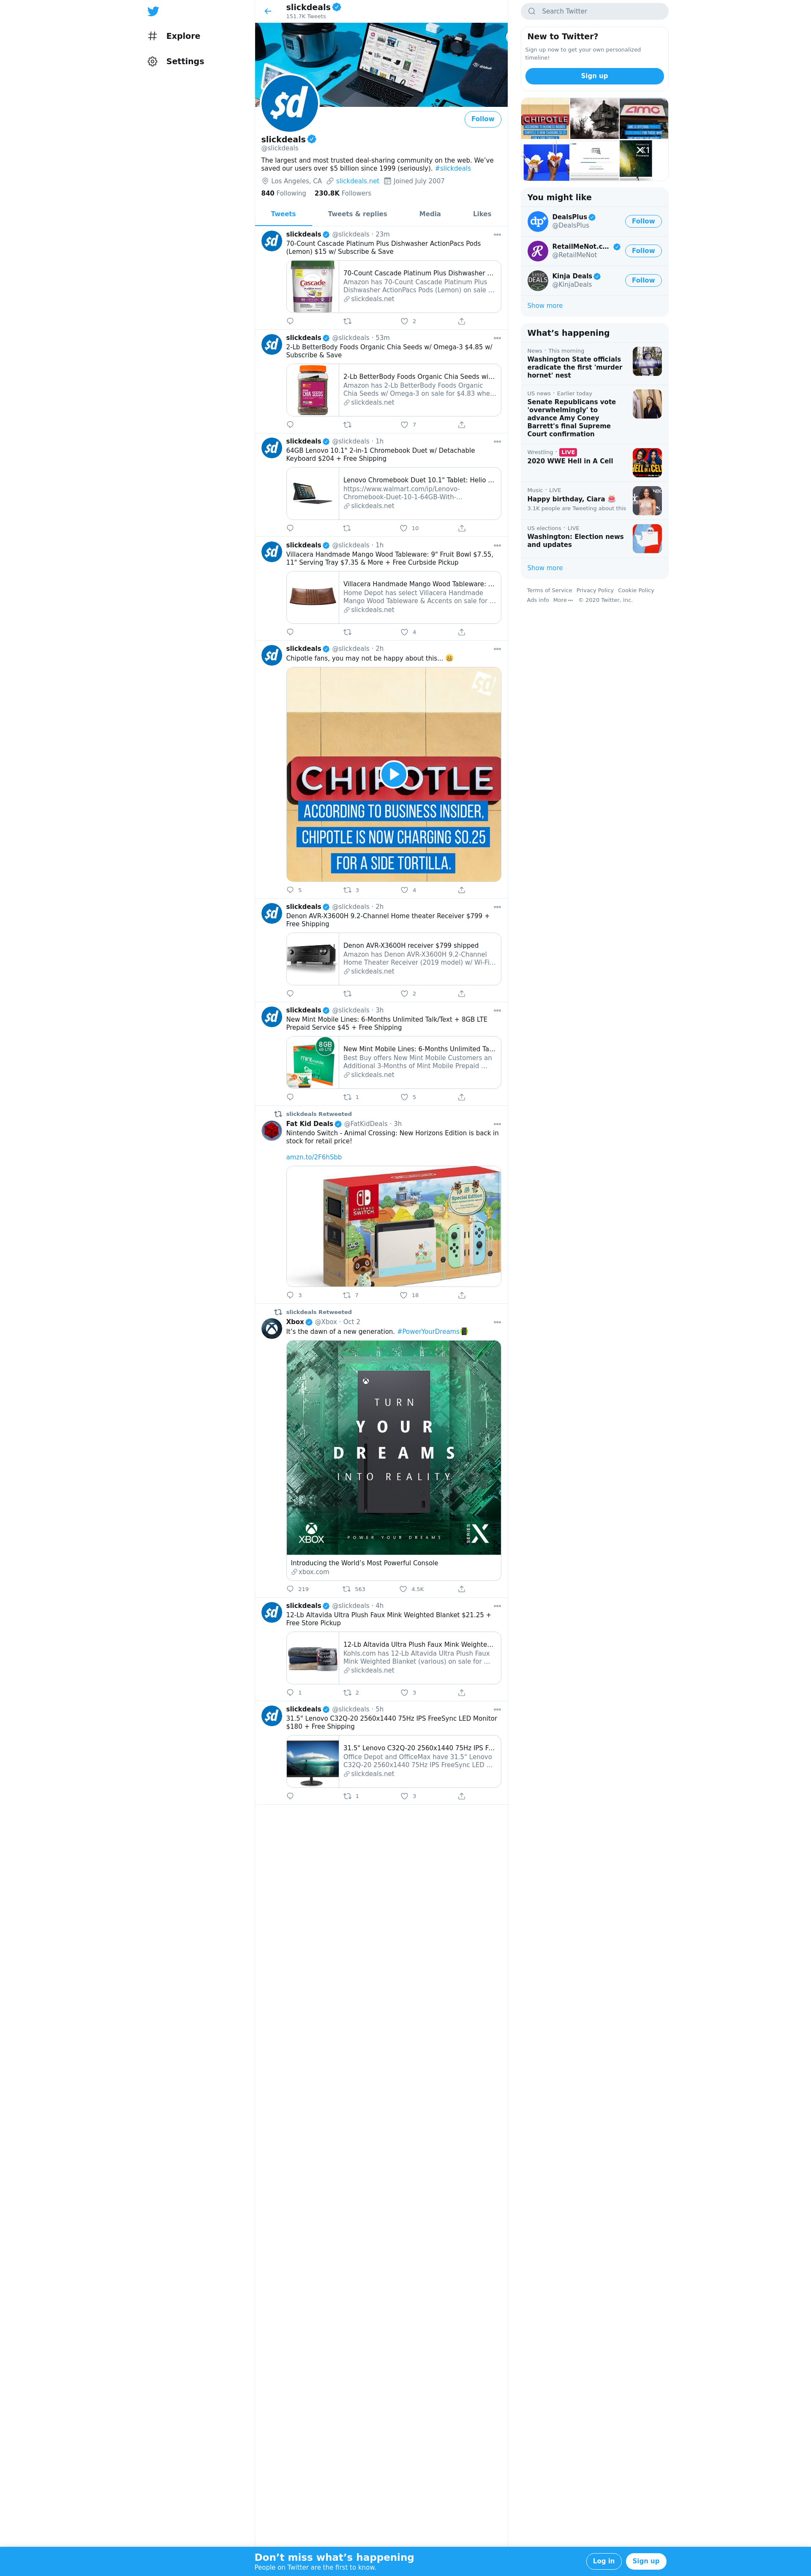 Explore
Settings
slickdeals
151.7K Tweets
$d
Follow
slickdeals
@slickdeals
The largest and most trusted deal-sharing community on the web. We've
saved our users over $5 billion since 1999 (seriously). #slickdeals
Los Angeles, CA slickdeals.net Joined July 2007
840 Following 230.8K Followers
Tweets Tweets & replies Media Likes
slickdeals @slickdeals · 23m
70-Count Cascade Platinum Plus Dishwasher ActionPacs Pods
(Lemon) $15 w/ Subscribe & Save
Cascade
70-Count Cascade Platinum Plus Dishwasher ...
Amazon has 70-Count Cascade Platinum Plus
Dishwasher ActionPacs Pods (Lemon) on sale ...
slickdeals.net
2
slickdeals @slickdeals · 53m
2-Lb BetterBody Foods Organic Chia Seeds w/ Omega-3 $4.85 w/
Subscribe & Save
CHIA SEEDS
2-Lb BetterBody Foods Organic Chia Seeds wi...
Amazon has 2-Lb BetterBody Foods Organic
Chia Seeds w/ Omega-3 on sale for $4.83 whe...
slickdeals.net
7
slickdeals @slickdeals · 1h
64GB Lenovo 10.1" 2-in-1 Chromebook Duet w/ Detachable
Keyboard $204 + Free Shipping
Lenovo Chromebook Duet 10.1" Tablet: Helio ...
https://www.walmart.com/ip/Lenovo-
Chromebook-Duet-10-1-64GB-With-...
slickdeals.net
10
slickdeals @slickdeals · 1h
Villacera Handmade Mango Wood Tableware: 9" Fruit Bowl $7.55,
11" Serving Tray $7.35 & More + Free Curbside Pickup
Villacera Handmade Mango Wood Tableware: ...
Home Depot has select Villacera Handmade
Mango Wood Tableware & Accents on sale for ...
slickdeals.net
4
slickdeals @slickdeals · 2h
Chipotle fans, you may not be happy about this...
$d
CHIPOTLE
ACCORDING TO BUSINESS INSIDER,
CHIPOTLE IS NOW CHARGING $0.25
FOR A SIDE TORTILLA.
5 3 4
slickdeals @slickdeals · 2h
Denon AVR-X3600H 9.2-Channel Home theater Receiver $799 +
Free Shipping
Denon AVR-X3600H receiver $799 shipped
Amazon has Denon AVR-X3600H 9.2-Channel
Home Theater Receiver (2019 model) w/ Wi-Fi...
slickdeals.net
2
slickdeals @slickdeals · 3h
New Mint Mobile Lines: 6-Months Unlimited Talk/Text + 8GB LTE
Prepaid Service $45 + Free Shipping
8GB
mint
New Mint Mobile Lines: 6-Months Unlimited Ta...
Best Buy offers New Mint Mobile Customers an
Additional 3-Months of Mint Mobile Prepaid ...
slickdeals.net
1 5
slickdeals Retweeted
Fat Kid Deals @FatKidDeals · 3h
Nintendo Switch - Animal Crossing: New Horizons Edition is back in
stock for retail price!
amzn.to/2F6hSbb
NINTENDO
SWITCH
Special Edition
3 7 18
slickdeals Retweeted
Xbox @Xbox · Oct 2
It's the dawn of a new generation. #PowerYourDreams
TURN
YOUR
DREAMS
INTO REALITY
XBOX
POWER YOUR DREAMS
SERIES X
Introducing the World's Most Powerful Console
xbox.com
219 563 4.5K
slickdeals @slickdeals · 4h
12-Lb Altavida Ultra Plush Faux Mink Weighted Blanket $21.25 +
Free Store Pickup
12-Lb Altavida Ultra Plush Faux Mink Weighte...
Kohls.com has 12-Lb Altavida Ultra Plush Faux
Mink Weighted Blanket (various) on sale for ...
slickdeals.net
1 2 3
slickdeals @slickdeals · 5h
31.5" Lenovo C32Q-20 2560x1440 75Hz IPS FreeSync LED Monitor
$180 + Free Shipping
31.5" Lenovo C32Q-20 2560x1440 75Hz IPS F...
Office Depot and OfficeMax have 31.5" Lenovo
C32Q-20 2560x1440 75Hz IPS FreeSync LED ...
slickdeals.net
1 3
Search Twitter
New to Twitter?
Sign up now to get your own personalized
timeline!
Sign up
CHIPOTLE
amc
You might like
dp
DealsPlus
@DealsPlus
Follow
RetailMeNot.c...
@RetailMeNot
Follow
DEALS
Kinja Deals
@KinjaDeals
Follow
Show more
What's happening
News · This morning
Washington State officials
eradicate the first 'murder
hornet' nest
US news · Earlier today
Senate Republicans vote
'overwhelmingly' to
advance Amy Coney
Barrett's final Supreme
Court confirmation
Wrestling · LIVE
2020 WWE Hell in A Cell
Music · LIVE
Happy birthday, Ciara
3.1K people are Tweeting about this
US elections · LIVE
Washington: Election news
and updates
Show more
Terms of Service Privacy Policy Cookie Policy
Ads info More © 2020 Twitter, Inc.
Don't miss what's happening
People on Twitter are the first to know.
Log in
Sign up